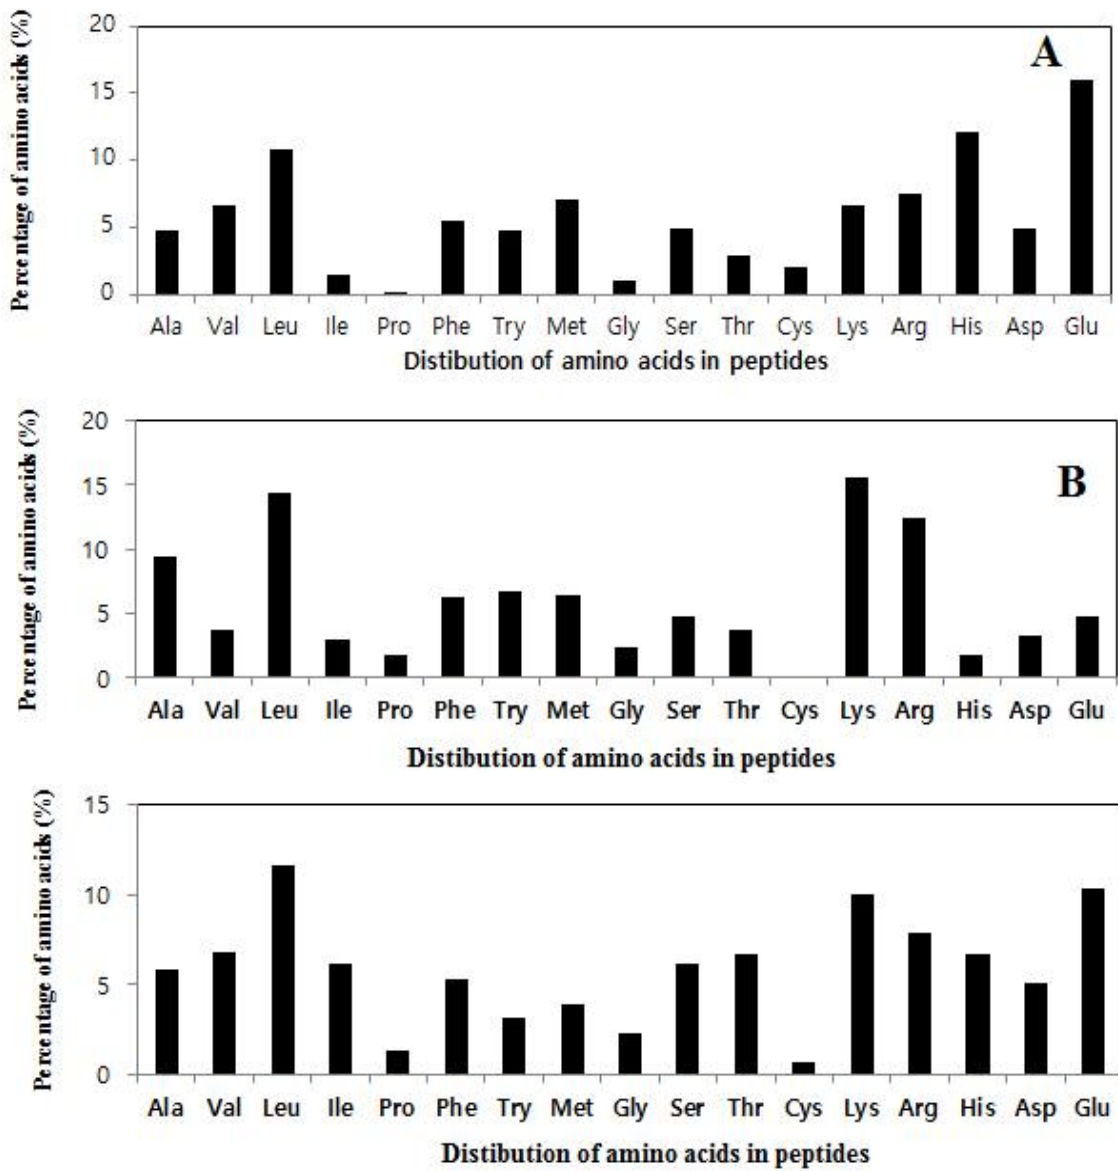 Percentage of amino acids (%)
20
15
10
5
0
A
Ala Val Leu Ile Pro Phe Try Met Gly Ser Thr Cys Lys Arg His Asp Glu
Distibution of amino acids in peptides
Percentage of amino acids (%)
20
15
10
5
0
B
Ala Val Leu Ile Pro Phe Try Met Gly Ser Thr Cys Lys Arg His Asp Glu
Distibution of amino acids in peptides
Percentage of amino acids (%)
15
10
5
0
Ala Val Leu Ile Pro Phe Try Met Gly Ser Thr Cys Lys Arg His Asp Glu
Distibution of amino acids in peptides